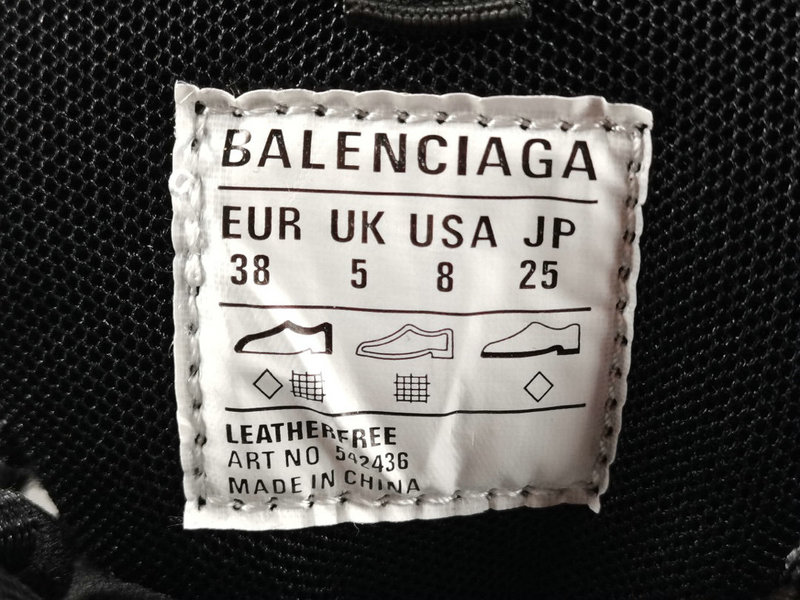 BALENCIAGA
EUR UK USA JP
38 5 8 25
LEATHERFREE
ART NO 542436
MADE IN CHINA